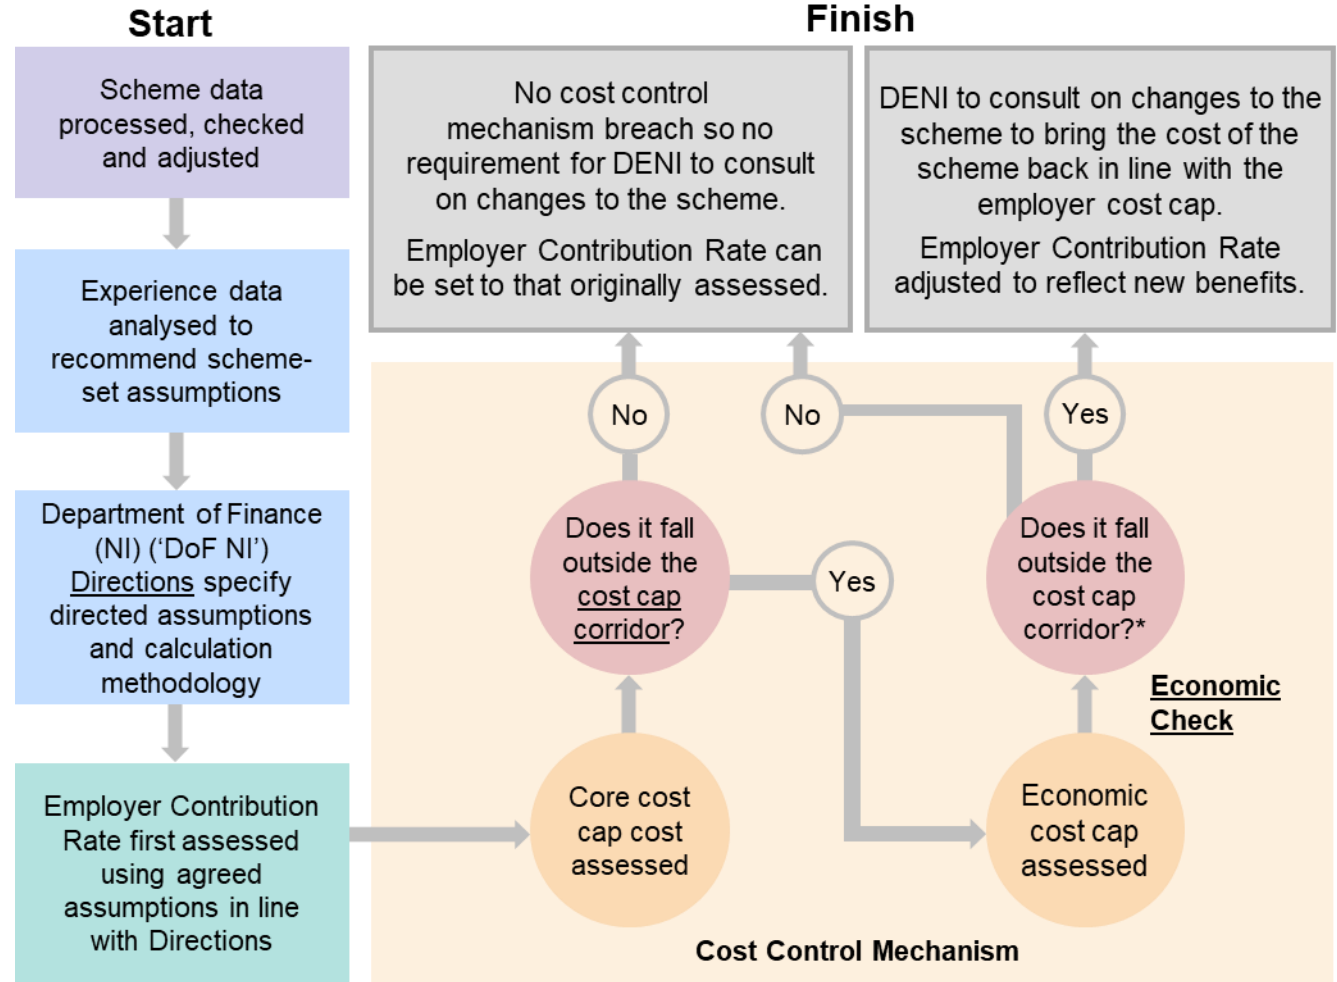 Start
Scheme data
processed, checked
and adjusted
Experience data
analysed to
recommend scheme-
set assumptions
Department of Finance
(NI) (‘DoF NI’)
Directions specify
directed assumptions
and calculation
methodology
Employer Contribution
Rate first assessed
using agreed
assumptions in line
with Directions
Finish
No cost control
mechanism breach so no
requirement for DENI to consult
on changes to the scheme.
Employer Contribution Rate can
be set to that originally assessed.
DENI to consult on changes to the
scheme to bring the cost of the
scheme back in line with the
employer cost cap.
Employer Contribution Rate
adjusted to reflect new benefits.
No
No
Yes
Does it fall
outside the
cost cap
corridor?
Yes
Does it fall
outside the
cost cap
corridor?*
Economic
Check
Core cost
cap cost
assessed
Economic
cost cap
assessed
Cost Control Mechanism